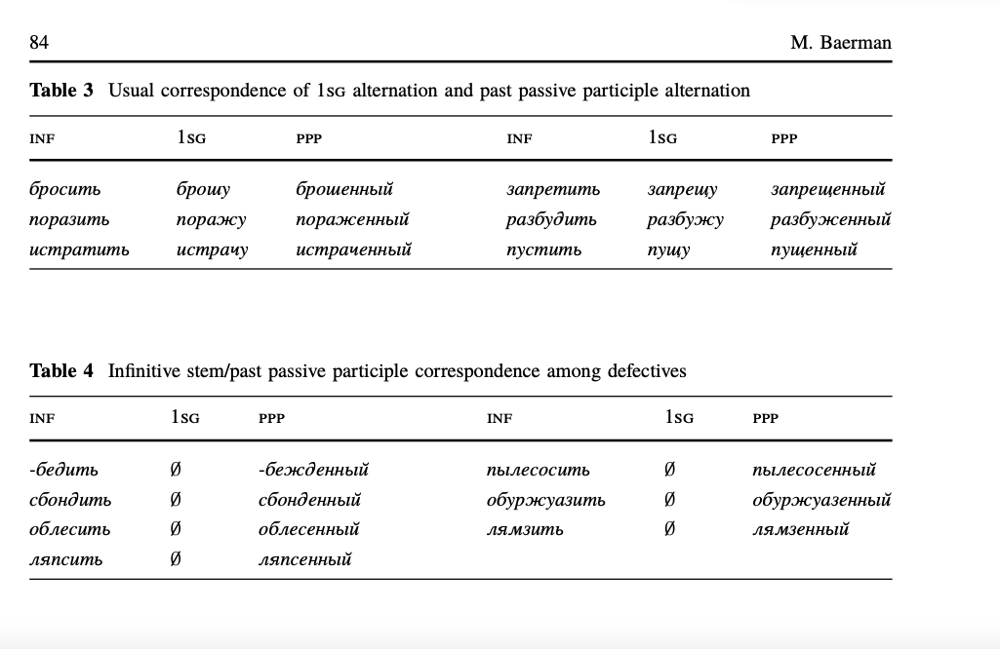 84 M. Baerman
Table 3 Usual correspondence of 1SG alternation and past passive participle alternation
INF 1SG PPP INF 1SG PPP
бросить брошу брошенный запретить запрещу запрещенный
поразить поражу пораженный разбудить разбужу разбуженный
истратить истрачу истраченный пустить пущу пущенный
Table 4 Infinitive stem/past passive participle correspondence among defectives
INF 1SG PPP INF 1SG PPP
-бедить Ø -бежденный пылесосить Ø пылесосенный
сбондить Ø сбонденный обуржуазить Ø обуржуазенный
облесить Ø облесенный лямзить Ø лямзенный
ляпсить Ø ляпсенный